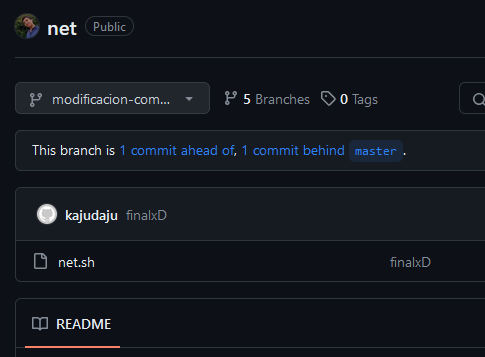 net Public
modificacion-com... 5 Branches 0 Tags
This branch is 1 commit ahead of, 1 commit behind master.
kajudaju finalxD
net.sh finalxD
README